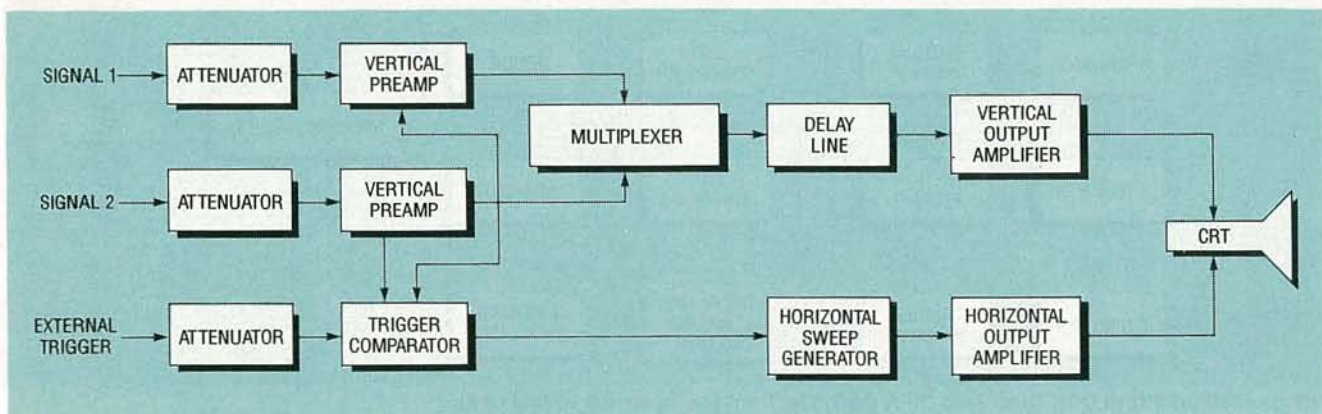 SIGNAL 1
ATTENUATOR
VERTICAL
PREAMP
MULTIPLEXER
DELAY
LINE
VERTICAL
OUTPUT
AMPLIFIER
SIGNAL 2
ATTENUATOR
VERTICAL
PREAMP
CRT
EXTERNAL
TRIGGER
ATTENUATOR
TRIGGER
COMPARATOR
HORIZONTAL
SWEEP
GENERATOR
HORIZONTAL
OUTPUT
AMPLIFIER